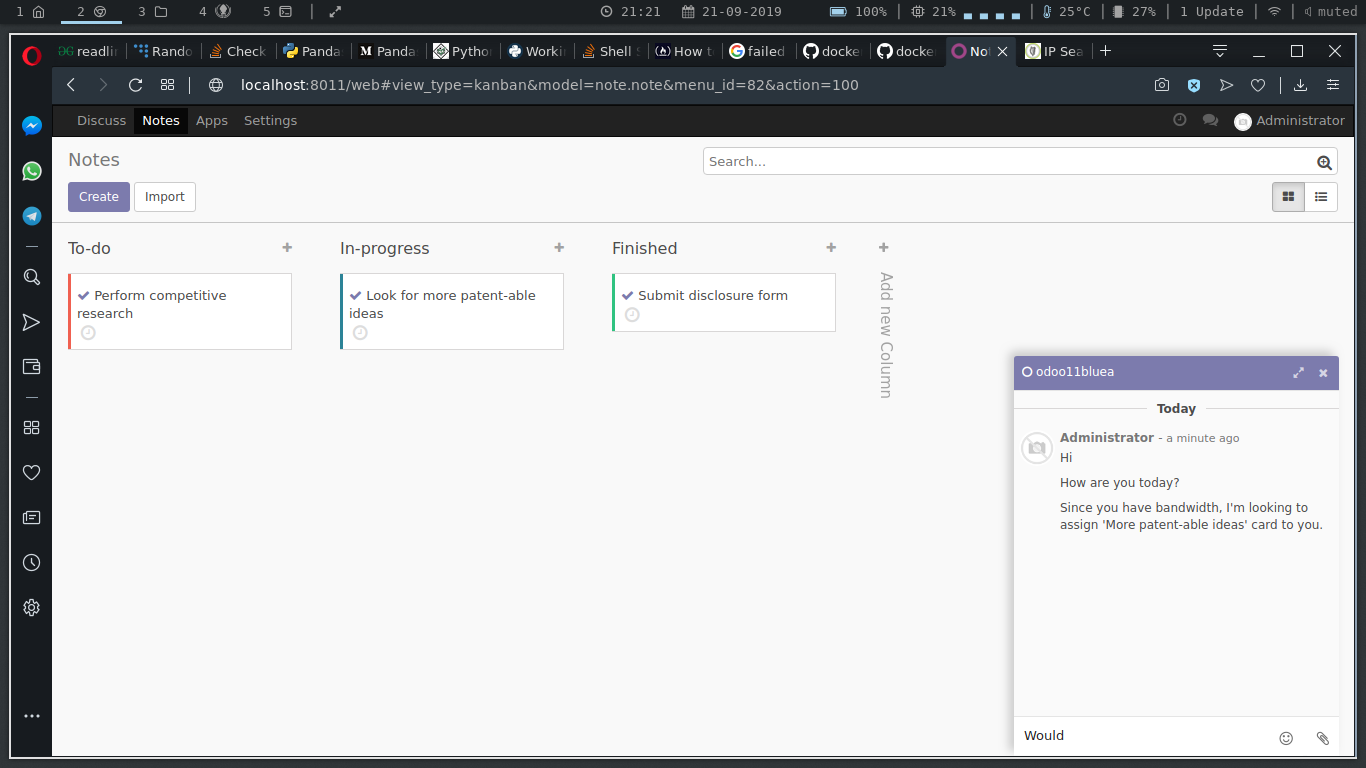 1 2 3 4 5 21:21 21-09-2019 100% 21% 25°C 27% 1 Update muted
readli Rando Check Panda Panda Pytho Worki Shell S How t failed docke docke Not IP Sea
localhost:8011/web#view_type=kanban&model=note.note&menu_id=82&action=100
Discuss Notes Apps Settings Administrator
Notes Search...
Create Import
To-do In-progress Finished
Add new Column
Perform competitive
research
Look for more patent-able
ideas
Submit disclosure form
odoo11bluea
Today
Administrator - a minute ago
Hi
How are you today?
Since you have bandwidth, I'm looking to
assign 'More patent-able ideas' card to you.
Would